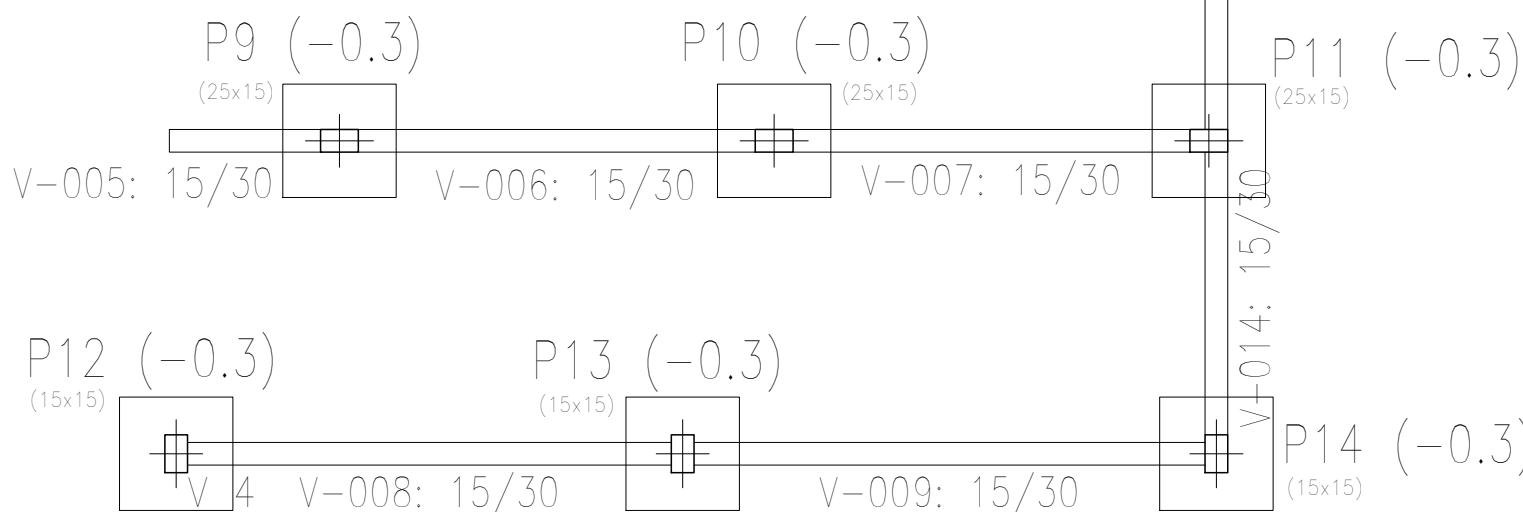 P9 (-0.3)
(25x15)
P10 (-0.3)
(25x15)
P11 (-0.3)
(25x15)
V-005: 15/30
V-006: 15/30
V-007: 15/30
V-014: 15/30
P12 (-0.3)
(15x15)
P13 (-0.3)
(15x15)
P14 (-0.3)
(15x15)
V 4
V-008: 15/30
V-009: 15/30